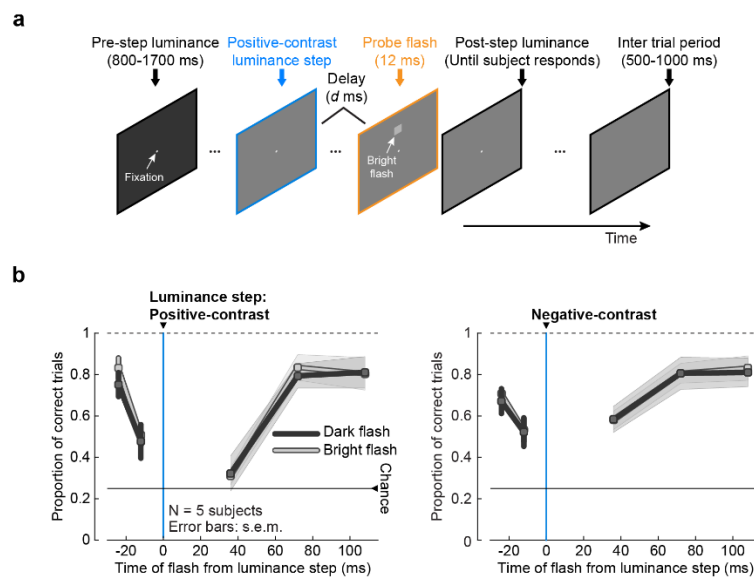 a
Pre-step luminance
(800-1700 ms)
Positive-contrast
luminance step
Delay
(d ms)
Probe flash
(12 ms)
Post-step luminance
(Until subject responds)
Inter trial period
(500-1000 ms)
Fixation
...
...
Bright
flash
...
Time
b
Luminance step:
Positive-contrast
Proportion of correct trials
1
0.8
0.6
0.4
0.2
0
Dark flash
Bright flash
Chance
N = 5 subjects
Error bars: s.e.m.
-20 0 20 40 60 80 100
Time of flash from luminance step (ms)
Negative-contrast
Proportion of correct trials
1
0.8
0.6
0.4
0.2
0
-20 0 20 40 60 80 100
Time of flash from luminance step (ms)